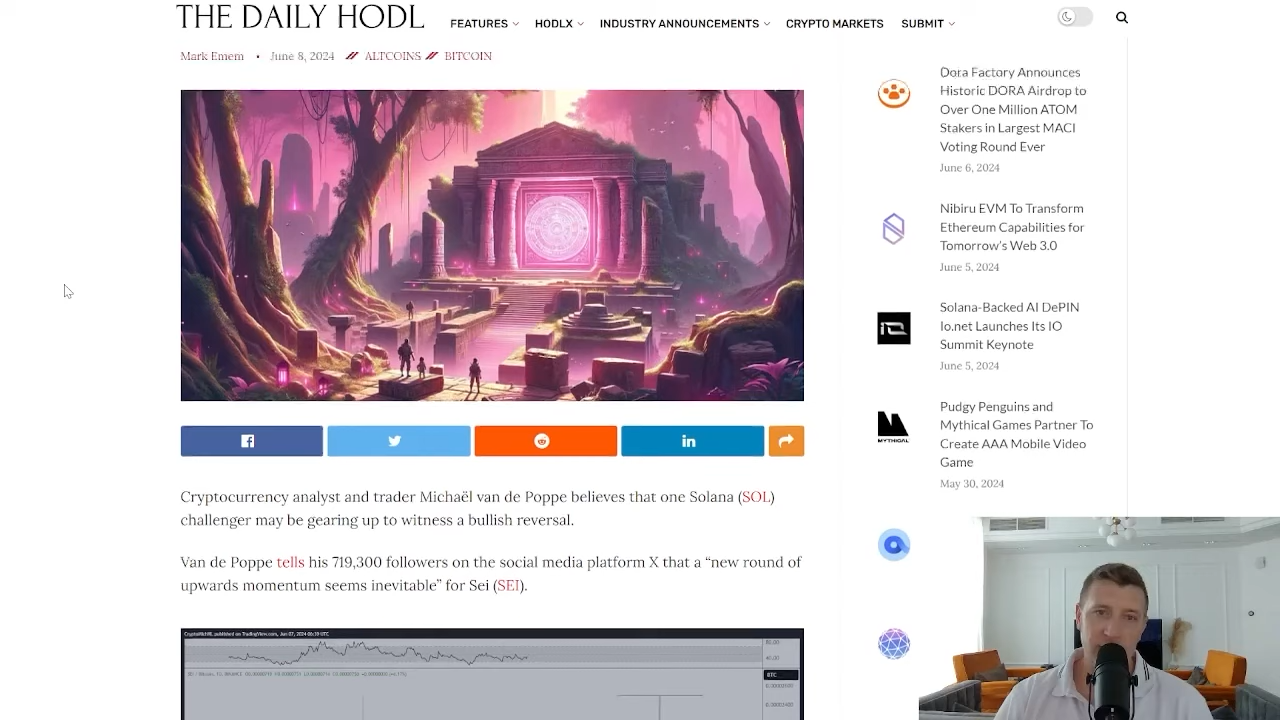 THE DAILY HODL
FEATURES
HODLX
INDUSTRY ANNOUNCEMENTS
CRYPTO MARKETS
SUBMIT
Mark Emem • June 8, 2024 // ALTCOINS // BITCOIN
Cryptocurrency analyst and trader Michaël van de Poppe believes that one Solana (SOL)
challenger may be gearing up to witness a bullish reversal.
Van de Poppe tells his 719,300 followers on the social media platform X that a “new round of
upwards momentum seems inevitable” for Sei (SEI).
BTC
Dora Factory Announces
Historic DORA Airdrop to
Over One Million ATOM
Stakers in Largest MACI
Voting Round Ever
June 6, 2024
Nibiru EVM To Transform
Ethereum Capabilities for
Tomorrow's Web 3.0
June 5, 2024
Solana-Backed AI DePIN
Io.net Launches Its IO
Summit Keynote
June 5, 2024
MYTHICAL
Pudgy Penguins and
Mythical Games Partner To
Create AAA Mobile Video
Game
May 30, 2024